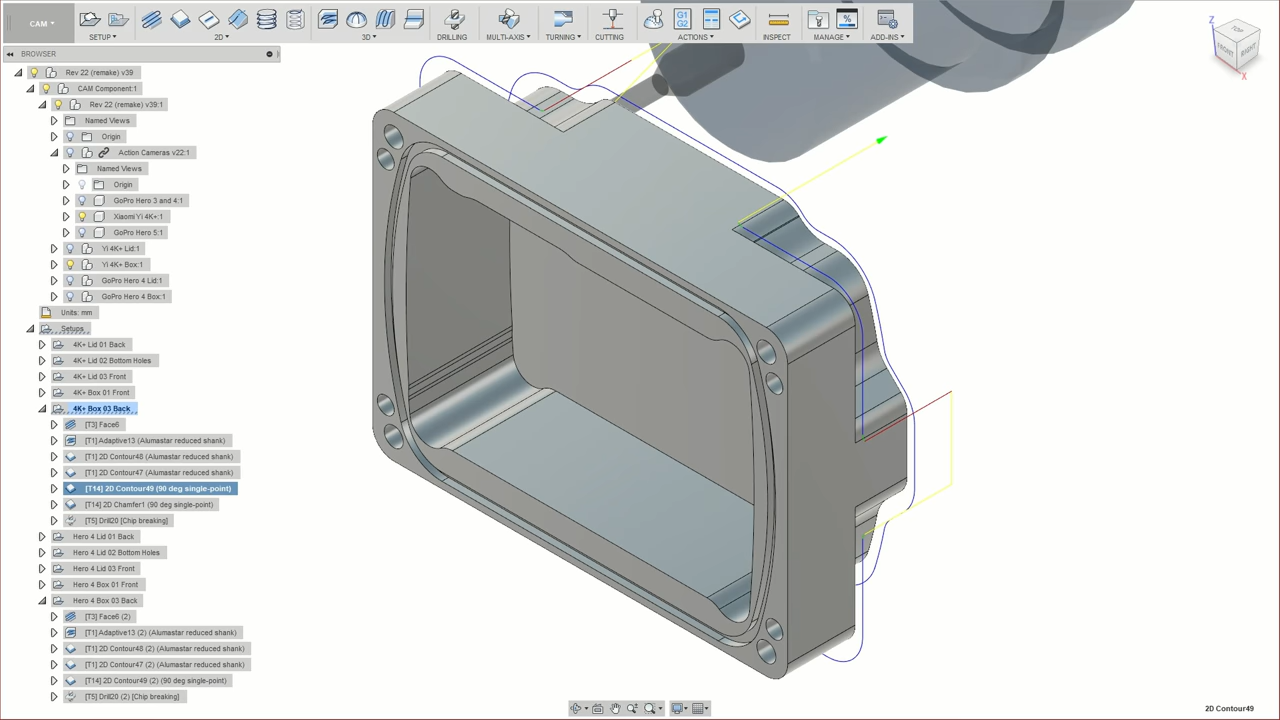 CAM
SETUP
2D
3D
DRILLING
MULTI-AXIS
TURNING
CUTTING
G1
G2
ACTIONS
INSPECT
%
MANAGE
ADD-INS
BROWSER
Rev 22 (remake) v39
CAM Component:1
Rev 22 (remake) v39:1
Named Views
Origin
Action Cameras v22:1
Named Views
Origin
GoPro Hero 3 and 4:1
Xiaomi Yi 4K+:1
GoPro Hero 5:1
Yi 4K+ Lid:1
Yi 4K+ Box:1
GoPro Hero 4 Lid:1
GoPro Hero 4 Box:1
Units: mm
Setups
4K+ Lid 01 Back
4K+ Lid 02 Bottom Holes
4K+ Lid 03 Front
4K+ Box 01 Front
4K+ Box 03 Back
[T3] Face6
[T1] Adaptive13 (Alumastar reduced shank)
[T1] 2D Contour48 (Alumastar reduced shank)
[T1] 2D Contour47 (Alumastar reduced shank)
[T14] 2D Contour49 (90 deg single-point)
[T14] 2D Chamfer1 (90 deg single-point)
[T5] Drill20 [Chip breaking]
Hero 4 Lid 01 Back
Hero 4 Lid 02 Bottom Holes
Hero 4 Lid 03 Front
Hero 4 Box 01 Front
Hero 4 Box 03 Back
[T3] Face6 (2)
[T1] Adaptive13 (2) (Alumastar reduced shank)
[T1] 2D Contour48 (2) (Alumastar reduced shank)
[T1] 2D Contour47 (2) (Alumastar reduced shank)
[T14] 2D Contour49 (2) (90 deg single-point)
[T5] Drill20 (2) [Chip breaking]
Z
TOP
FRONT
RIGHT
X
2D Contour49